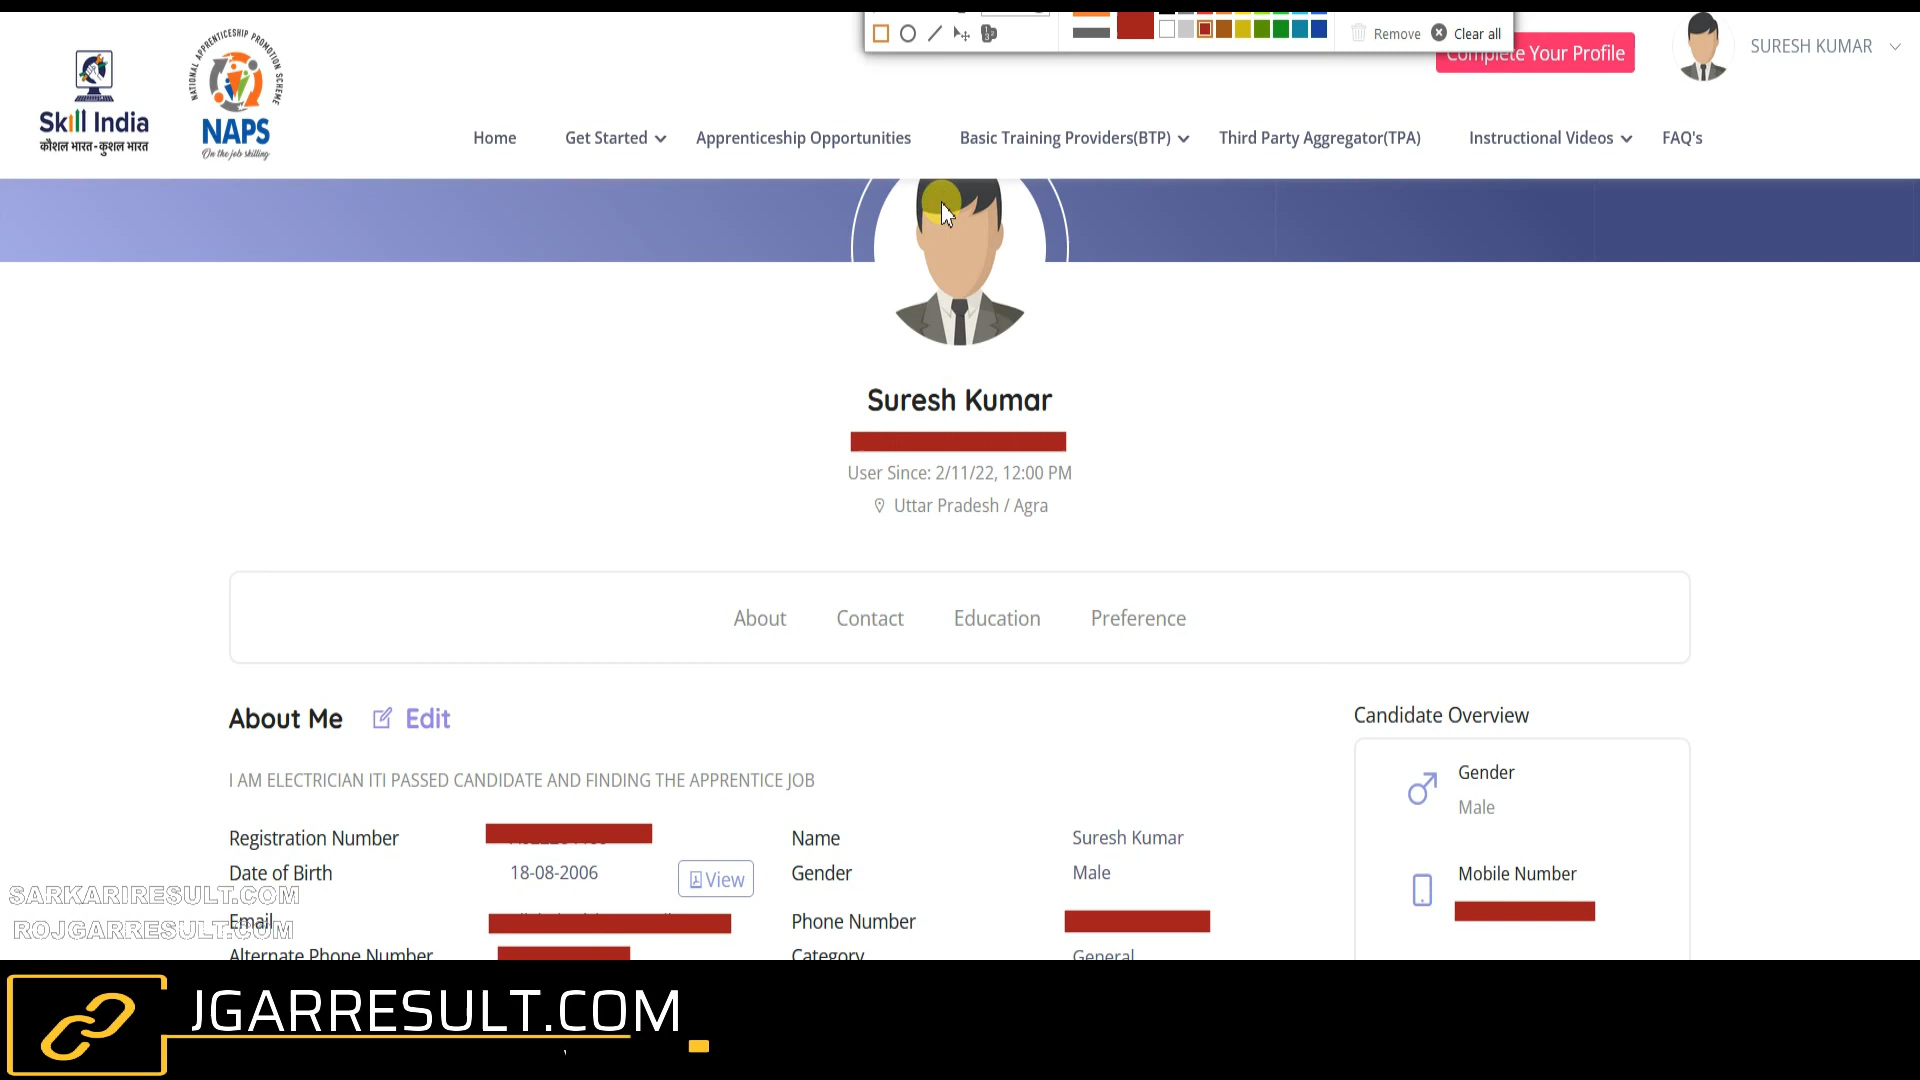 Remove
Clear all
Complete Your Profile
SURESH KUMAR
Skill India
कौशल भारत-कुशल भारत
NATIONAL APPRENTICESHIP PROMOTION SCHEME
NAPS
On the job skilling
Home
Get Started
Apprenticeship Opportunities
Basic Training Providers(BTP)
Third Party Aggregator(TPA)
Instructional Videos
FAQ's
Suresh Kumar
User Since: 2/11/22, 12:00 PM
Uttar Pradesh / Agra
About Contact Education Preference
About Me
Edit
Candidate Overview
I AM ELECTRICIAN ITI PASSED CANDIDATE AND FINDING THE APPRENTICE JOB
Gender
Male
Registration Number
Name Suresh Kumar
Date of Birth 18-08-2006 View
Gender Male
Mobile Number
Email
Phone Number
Alternate Phone Number
Category General
SARKARIRESULT.COM
ROJGARRESULT.COM
JGARRESULT.COM